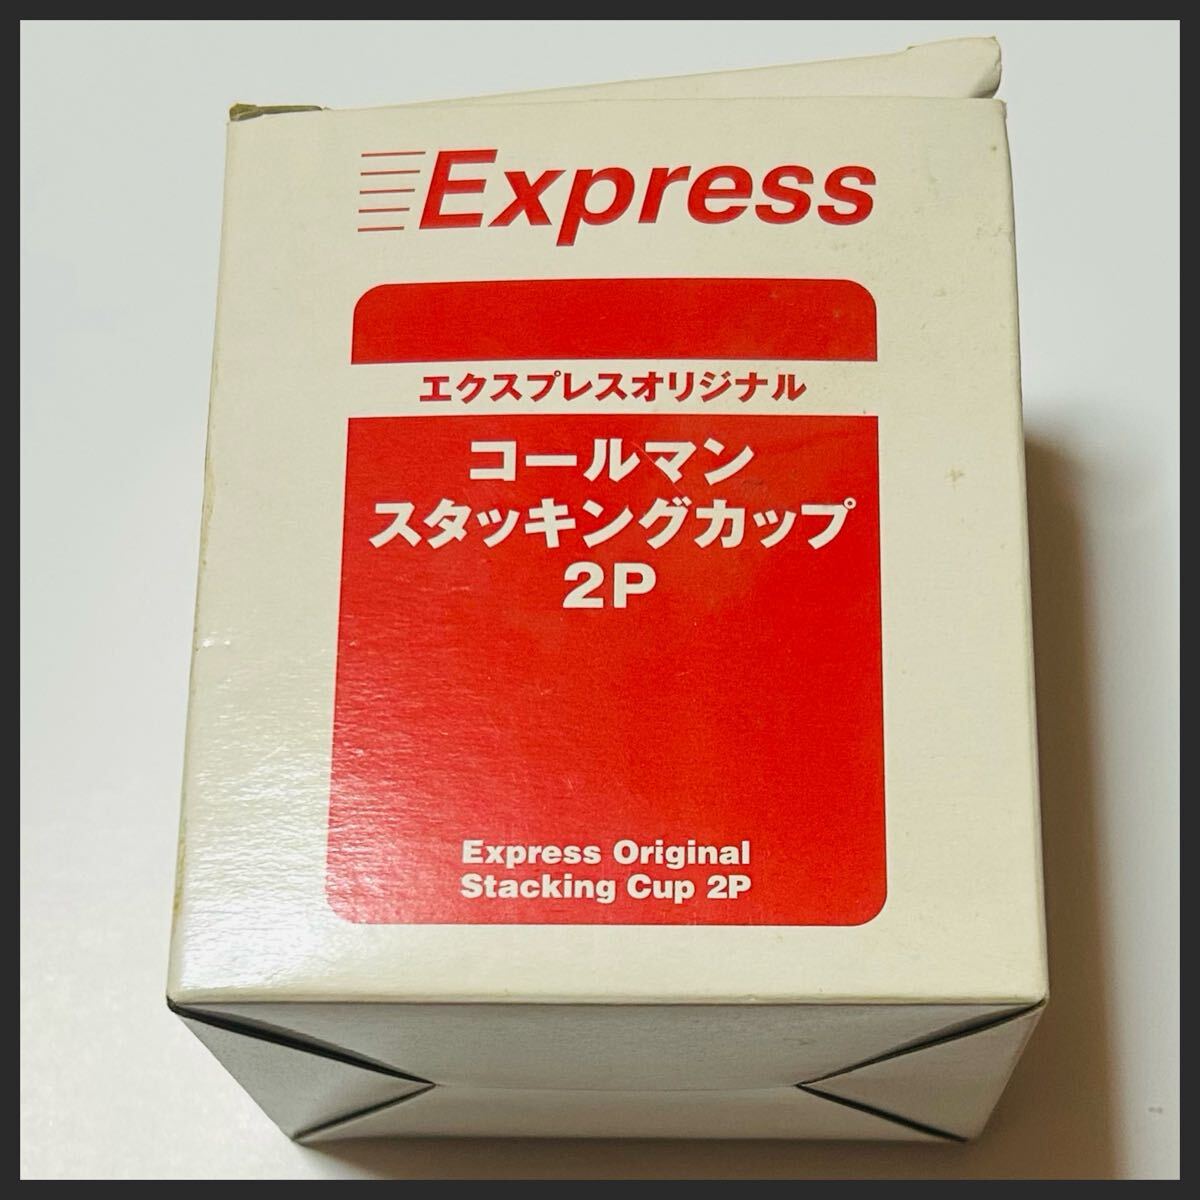 Express
エクスプレスオリジナル
コールマン
スタッキングカップ
2P
Express Original
Stacking Cup 2P